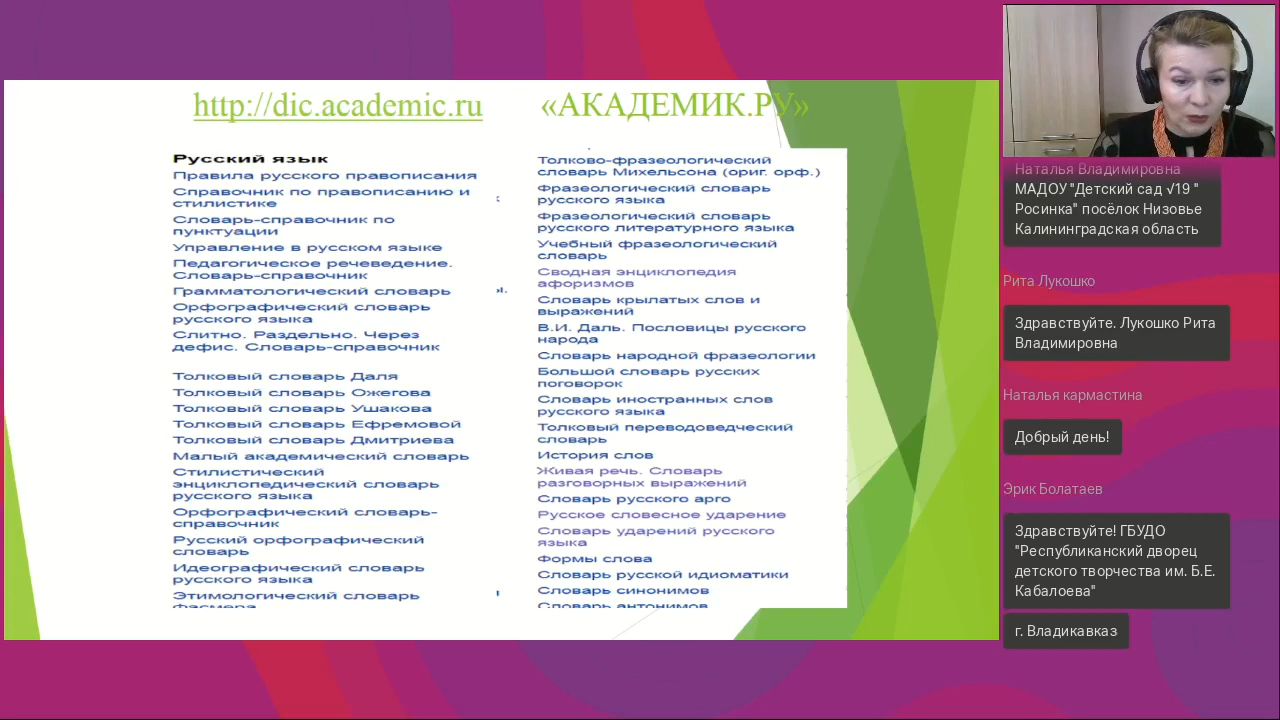 http://dic.academic.ru «АКАДЕМИК.РУ»
Русский язык
Правила русского правописания
Справочник по правописанию и
стилистике
Словарь-справочник по
пунктуации
Управление в русском языке
Педагогическое речеведение.
Словарь-справочник
Грамматологический словарь
Орфографический словарь
русского языка
Слитно. Раздельно. Через
дефис. Словарь-справочник
Толковый словарь Даля
Толковый словарь Ожегова
Толковый словарь Ушакова
Толковый словарь Ефремовой
Толковый словарь Дмитриева
Малый академический словарь
Стилистический
энциклопедический словарь
русского языка
Орфографический словарь-
справочник
Русский орфографический
словарь
Идеографический словарь
русского языка
Этимологический словарь
Фасмера
Толково-фразеологический
словарь Михельсона (ориг. орф.)
Фразеологический словарь
русского языка
Фразеологический словарь
русского литературного языка
Учебный фразеологический
словарь
Сводная энциклопедия
афоризмов
Словарь крылатых слов и
выражений
В.И. Даль. Пословицы русского
народа
Словарь народной фразеологии
Большой словарь русских
поговорок
Словарь иностранных слов
русского языка
Толковый переводоведческий
словарь
История слов
Живая речь. Словарь
разговорных выражений
Словарь русского арго
Русское словесное ударение
Словарь ударений русского
языка
Формы слова
Словарь русской идиоматики
Словарь синонимов
Словарь антонимов
Наталья Владимировна
МАДОУ "Детский сад √19 "
Росинка" посёлок Низовье
Калининградская область
Рита Лукошко
Здравствуйте. Лукошко Рита
Владимировна
Наталья кармастина
Добрый день!
Эрик Болатаев
Здравствуйте! ГБУДО
"Республиканский дворец
детского творчества им. Б.Е.
Кабалоева"
г. Владикавказ